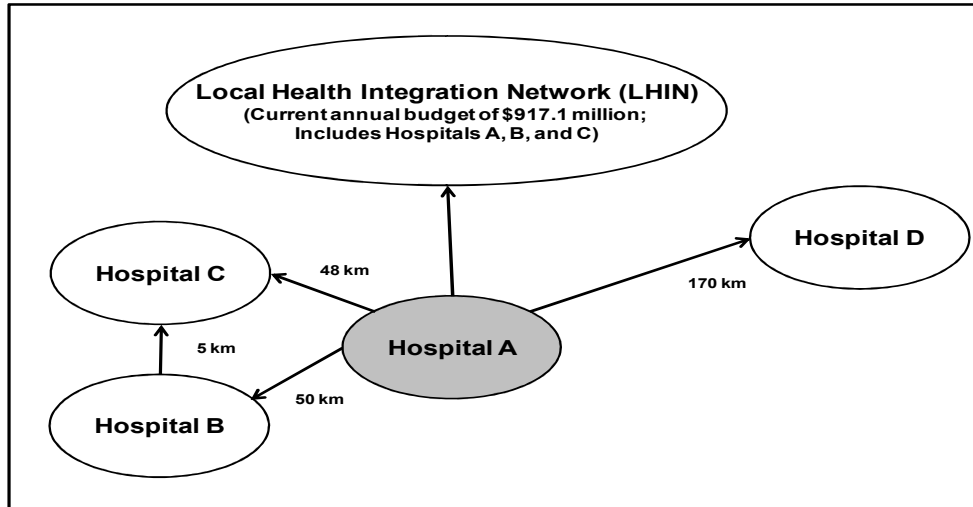 Local Health Integration Network (LHIN)
(Current annual budget of $917.1 million;
Includes Hospitals A, B, and C)
Hospital D
Hospital C
48 km
170 km
Hospital A
5 km
50 km
Hospital B